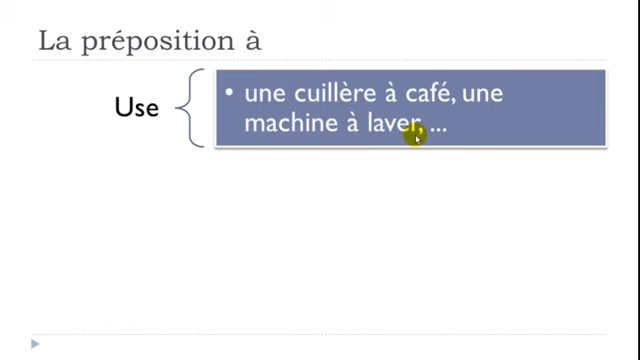 La préposition à
Use
• une cuillère à café, une
machine à laver, ...